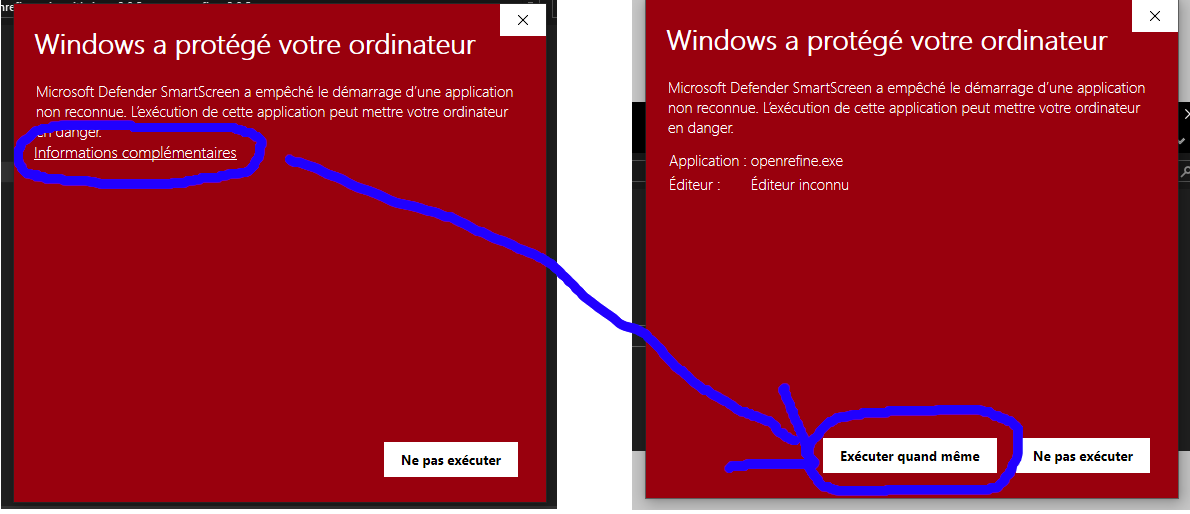 Windows a protégé votre ordinateur
Microsoft Defender SmartScreen a empêché le démarrage d'une application
non reconnue. L'exécution de cette application peut mettre votre ordinateur
en danger.
Informations complémentaires
Ne pas exécuter
Windows a protégé votre ordinateur
Microsoft Defender SmartScreen a empêché le démarrage d'une application
non reconnue. L'exécution de cette application peut mettre votre ordinateur
en danger.
Application : openrefine.exe
Éditeur : Éditeur inconnu
Exécuter quand même Ne pas exécuter